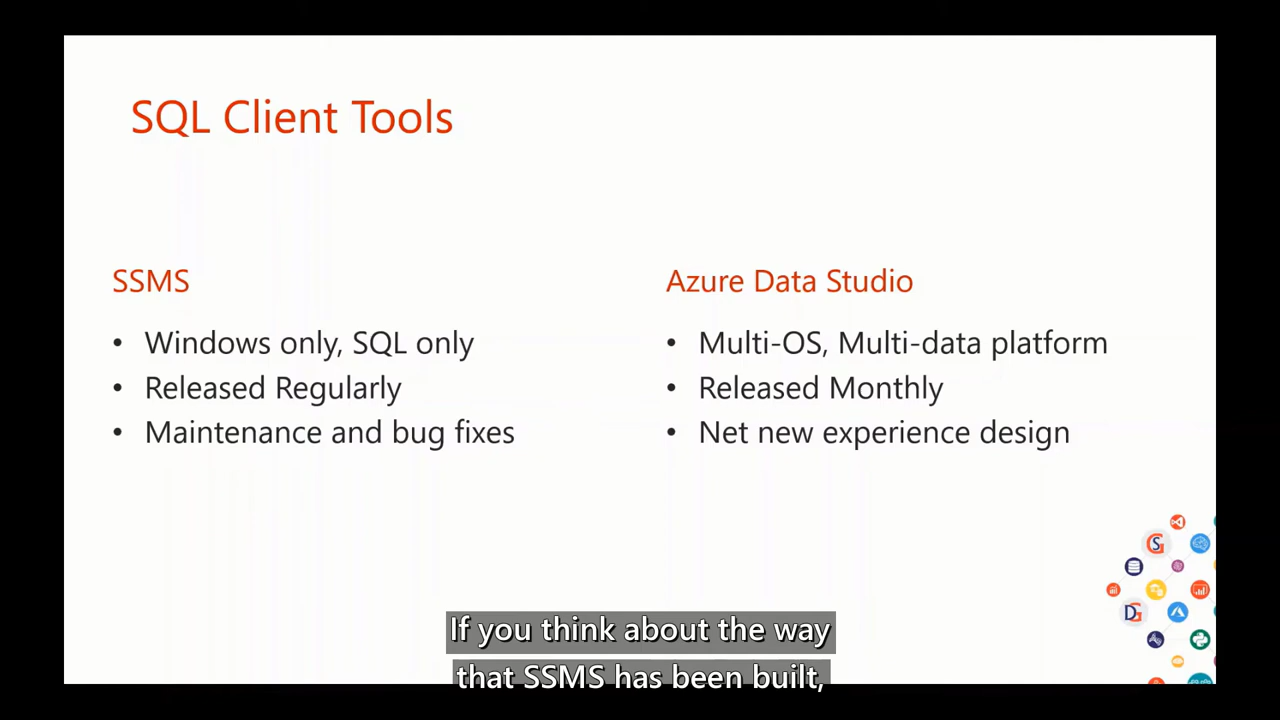 SQL Client Tools
SSMS
• Windows only, SQL only
• Released Regularly
• Maintenance and bug fixes
Azure Data Studio
• Multi-OS, Multi-data platform
• Released Monthly
• Net new experience design
If you think about the way
that SSMS has been built,